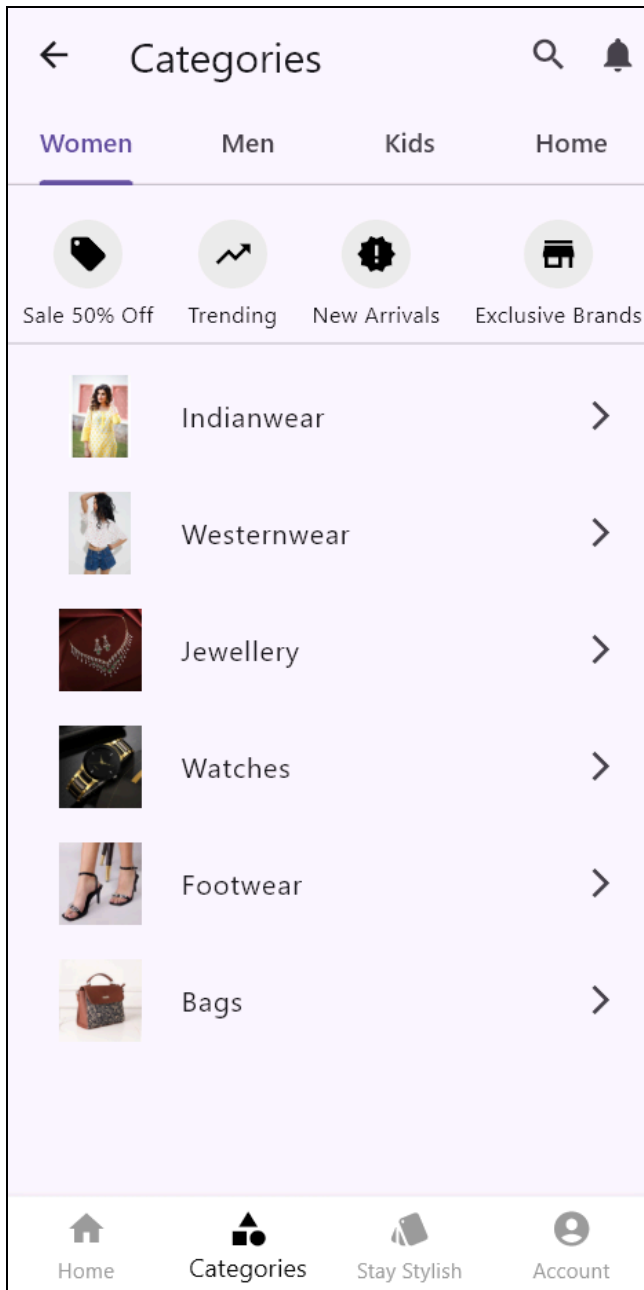 Categories
Women Men Kids Home
Sale 50% Off Trending New Arrivals Exclusive Brands
Indianwear
Westernwear
Jewellery
Watches
Footwear
Bags
Home Categories Stay Stylish Account